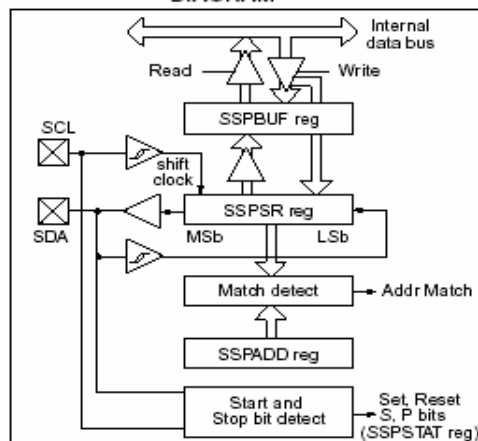 DIAGRAM
Internal
data bus
Read
Write
SSPBUF reg
SCL
shift
clock
SSPSR reg
MSb
LSb
SDA
Match detect
Addr Match
SSPADD reg
Start and
Stop bit detect
Set, Reset
S, P bits
(SSPSTAT reg)